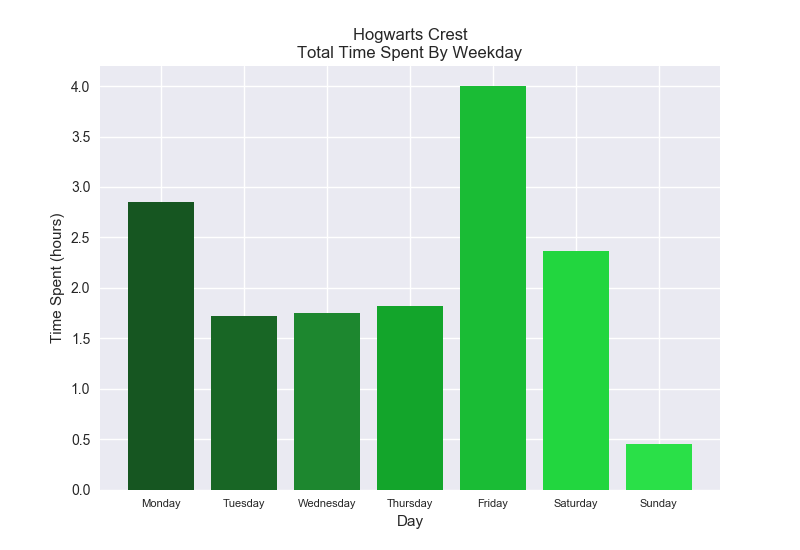 Hogwarts Crest
Total Time Spent By Weekday
Time Spent (hours)
4.0
3.5
3.0
2.5
2.0
1.5
1.0
0.5
0.0
Monday Tuesday Wednesday Thursday Friday Saturday Sunday
Day